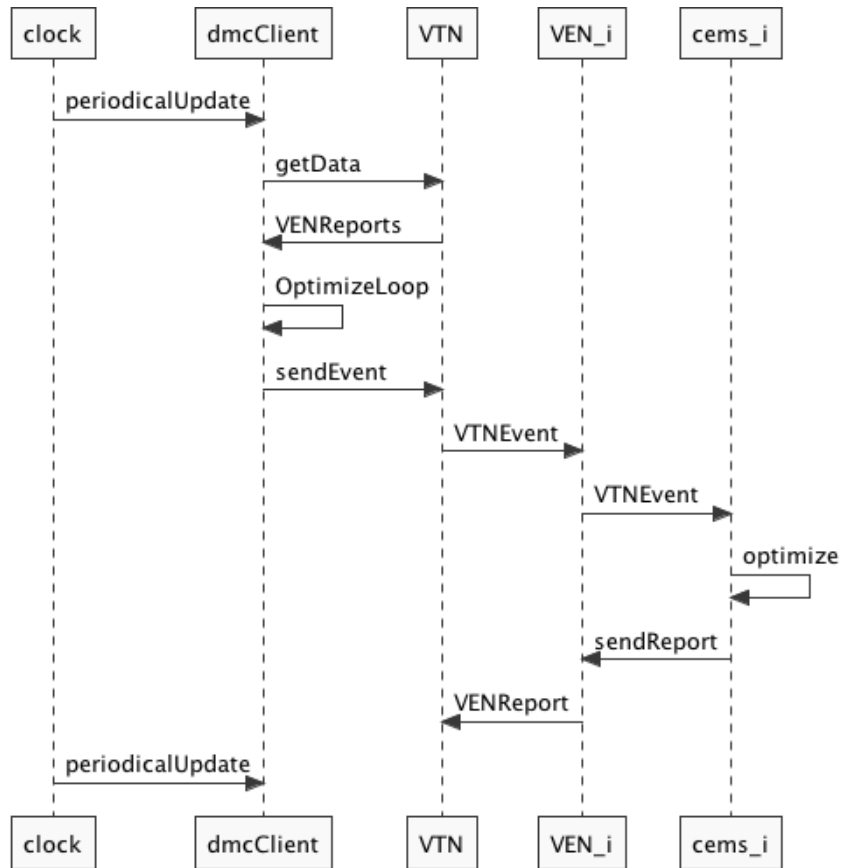 clock dmcClient VTN VEN_i cems_i
periodicalUpdate
getData
VENReports
OptimizeLoop
sendEvent
VTNEvent
VTNEvent
optimize
sendReport
VENReport
periodicalUpdate
clock dmcClient VTN VEN_i cems_i